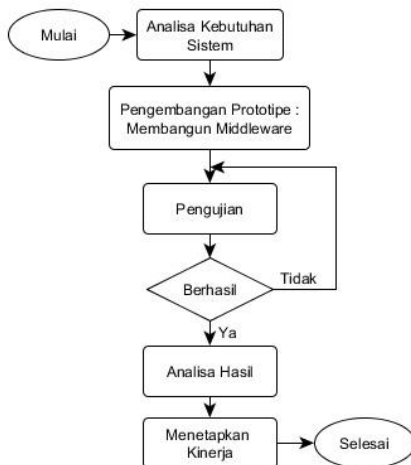 Mulai
Analisa Kebutuhan
Sistem
Pengembangan Prototipe :
Membangun Middleware
Pengujian
Berhasil
Tidak
Ya
Analisa Hasil
Menetapkan
Kinerja
Selesai